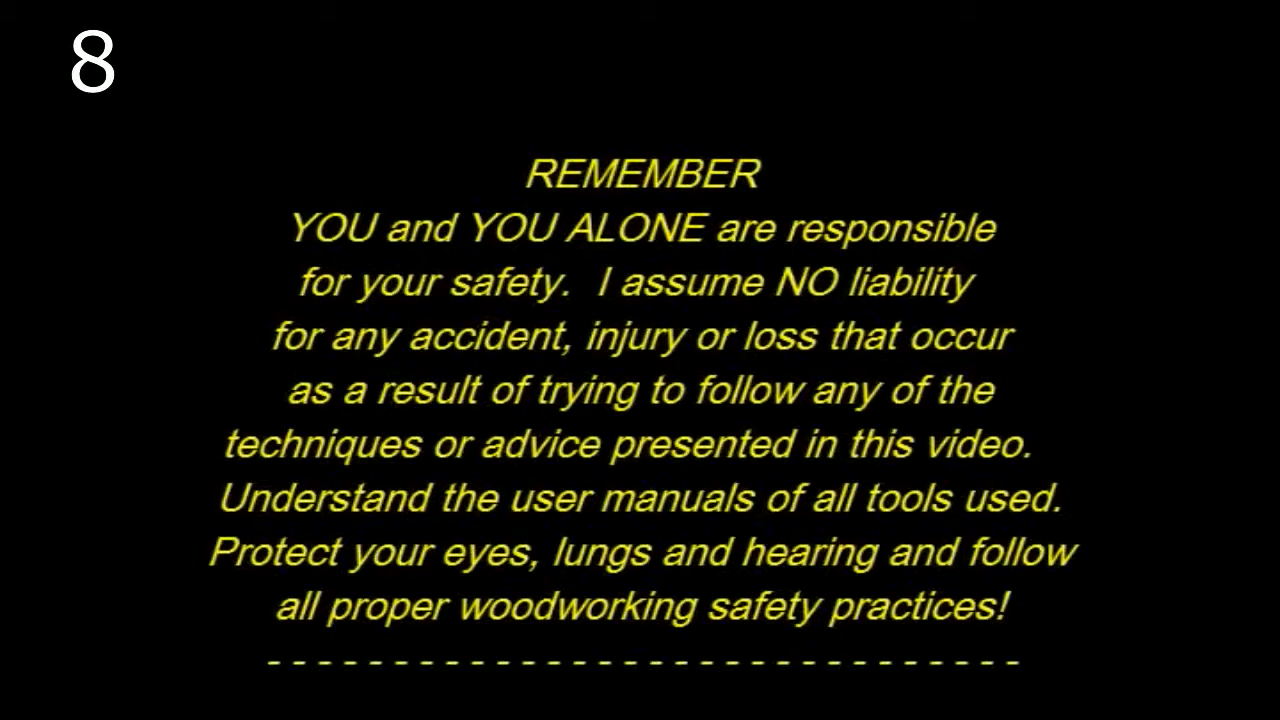 8
REMEMBER
YOU and YOU ALONE are responsible
for your safety.  I assume NO liability
for any accident, injury or loss that occur
as a result of trying to follow any of the
techniques or advice presented in this video.
Understand the user manuals of all tools used.
Protect your eyes, lungs and hearing and follow
all proper woodworking safety practices!
- - - - - - - - - - - - - - - - - - - - - - - - - - - - - -